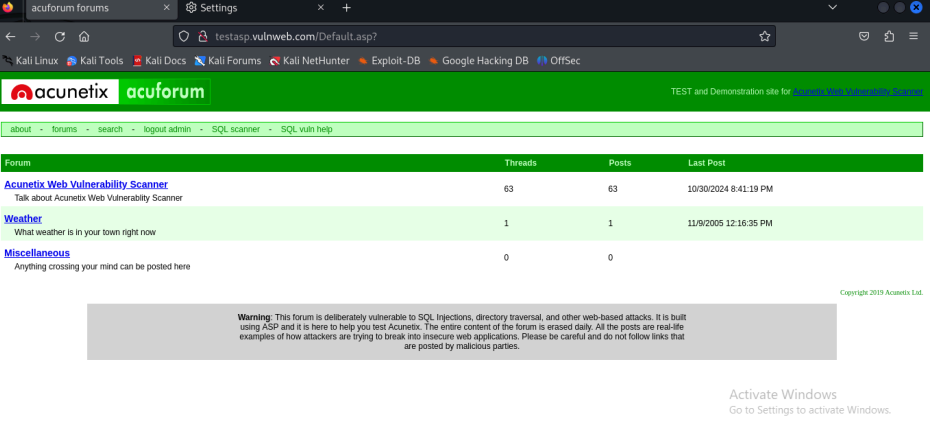 acuforum forums × Settings × +
testasp.vulnweb.com/Default.asp?
Kali Linux Kali Tools Kali Docs Kali Forums Kali NetHunter Exploit-DB Google Hacking DB OffSec
acunetix acuforum
TEST and Demonstration site for Acunetix Web Vulnerability Scanner
about - forums - search - logout admin - SQL scanner - SQL vuln help
Forum Threads Posts Last Post
Acunetix Web Vulnerability Scanner
Talk about Acunetix Web Vulnerablity Scanner
63 63 10/30/2024 8:41:19 PM
Weather
What weather is in your town right now
1 1 11/9/2005 12:16:35 PM
Miscellaneous
Anything crossing your mind can be posted here
0 0
Copyright 2019 Acunetix Ltd.
Warning: This forum is deliberately vulnerable to SQL Injections, directory traversal, and other web-based attacks. It is built
using ASP and it is here to help you test Acunetix. The entire content of the forum is erased daily. All the posts are real-life
examples of how attackers are trying to break into insecure web applications. Please be careful and do not follow links that
are posted by malicious parties.
Activate Windows
Go to Settings to activate Windows.